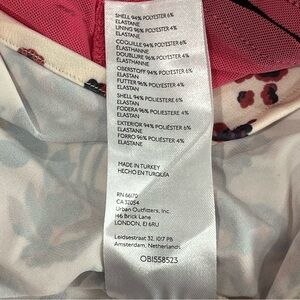 SHELL 94% POLYESTER 6%
ELASTANE
LINING 96% POLYESTER 4%
ELASTANE
COQUILLE 94% POLYESTER 6%
ÉLASTHANNE
DOUBLURE 96% POLYESTER 4%
ÉLASTHANNE
OBERSTOFF 94% POLYESTER 6%
ELASTAN
FUTTER 96% POLYESTER 4%
ELASTAN
SHELL 94% POLIESTERE 6%
ELASTAN
FODERA 96% POLIESTERE 4%
ELASTAN
EXTERIOR 94% POLIÉSTER 6%
ELASTANO
FORRO 96% POLIÉSTER 4%
ELASTANO
MADE IN TURKEY
HECHO EN TURQUÍA
RN 66170
CA 32054
Urban Outfitters, Inc.
146 Brick Lane
LONDON, E1 6RU
Leidsestraat 32, 1017 PB
Amsterdam, Netherlands
OBIS58523